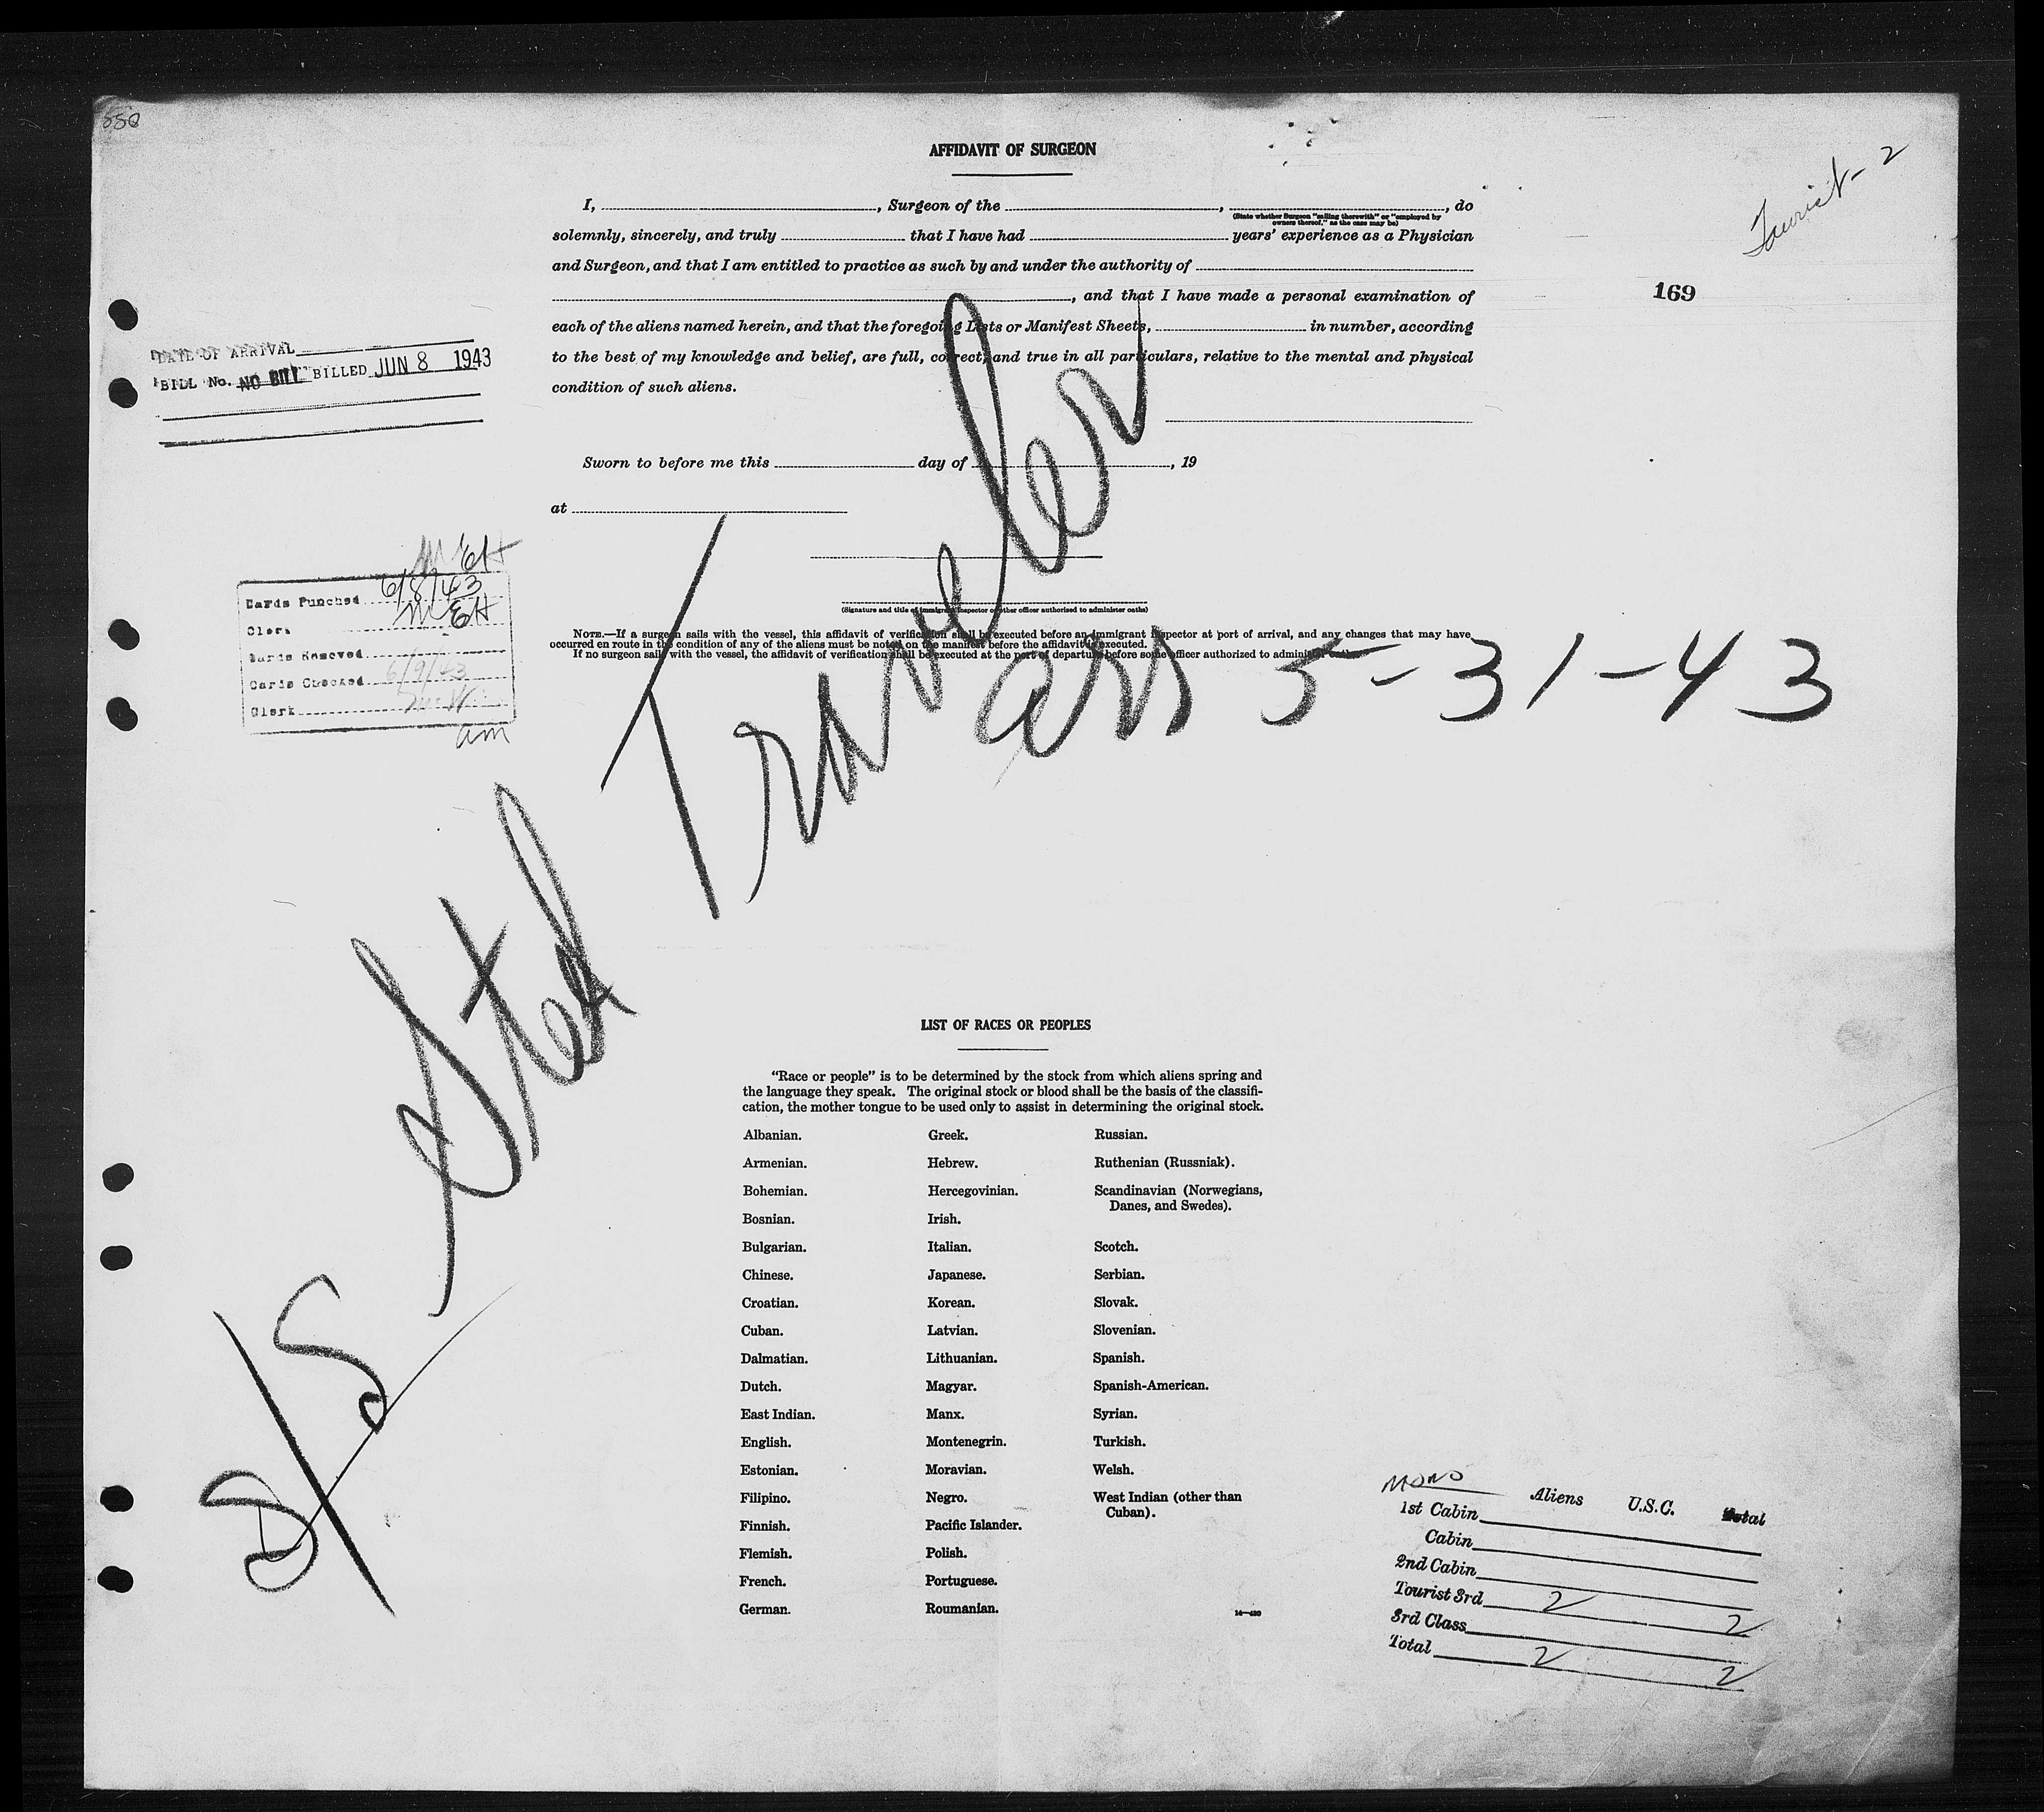 550
AFFIDAVIT OF SURGEON
Tourist - 2
169
I, , Surgeon of the , , do
(State whether Surgeon "sailing therewith" or "employed by
owners thereof," as the case may be)
solemnly, sincerely, and truly that I have had years' experience as a Physician
and Surgeon, and that I am entitled to practice as such by and under the authority of
, and that I have made a personal examination of
each of the aliens named herein, and that the foregoing Lists or Manifest Sheets, in number, according
to the best of my knowledge and belief, are full, correct, and true in all particulars, relative to the mental and physical
condition of such aliens.
DATE OF ARRIVAL
BILL No. NO BILL BILLED JUN 8 1943
Sworn to before me this day of , 19
at
(Signature and title of immigrant inspector or other officer authorized to administer oaths)
NOTE.—If a surgeon sails with the vessel, this affidavit of verification shall be executed before an immigrant inspector at port of arrival, and any changes that may have
occurred en route in the condition of any of the aliens must be noted on the manifest before the affidavit is executed.
If no surgeon sails with the vessel, the affidavit of verification shall be executed at the port of departure before some officer authorized to administer oaths.
MEH
Cards Punched 6/8/43
Clerk MEH
Cards Removed
Cards Checked 6/9/43
Clerk
am
S/S Steel Traveler
arr 5-31-43
LIST OF RACES OR PEOPLES
"Race or people" is to be determined by the stock from which aliens spring and
the language they speak. The original stock or blood shall be the basis of the classifi-
cation, the mother tongue to be used only to assist in determining the original stock.
Albanian. Greek. Russian.
Armenian. Hebrew. Ruthenian (Russniak).
Bohemian. Hercegovinian. Scandinavian (Norwegians,
Danes, and Swedes).
Bosnian. Irish.
Bulgarian. Italian. Scotch.
Chinese. Japanese. Serbian.
Croatian. Korean. Slovak.
Cuban. Latvian. Slovenian.
Dalmatian. Lithuanian. Spanish.
Dutch. Magyar. Spanish-American.
East Indian. Manx. Syrian.
English. Montenegrin. Turkish.
Estonian. Moravian. Welsh.
Filipino. Negro. West Indian (other than
Cuban).
Finnish. Pacific Islander.
Flemish. Polish.
French. Portuguese.
German. Roumanian.
14—430
Aliens U.S.C. Total
1st Cabin
Cabin
2nd Cabin
Tourist 3rd 2 2
3rd Class
Total 2 2